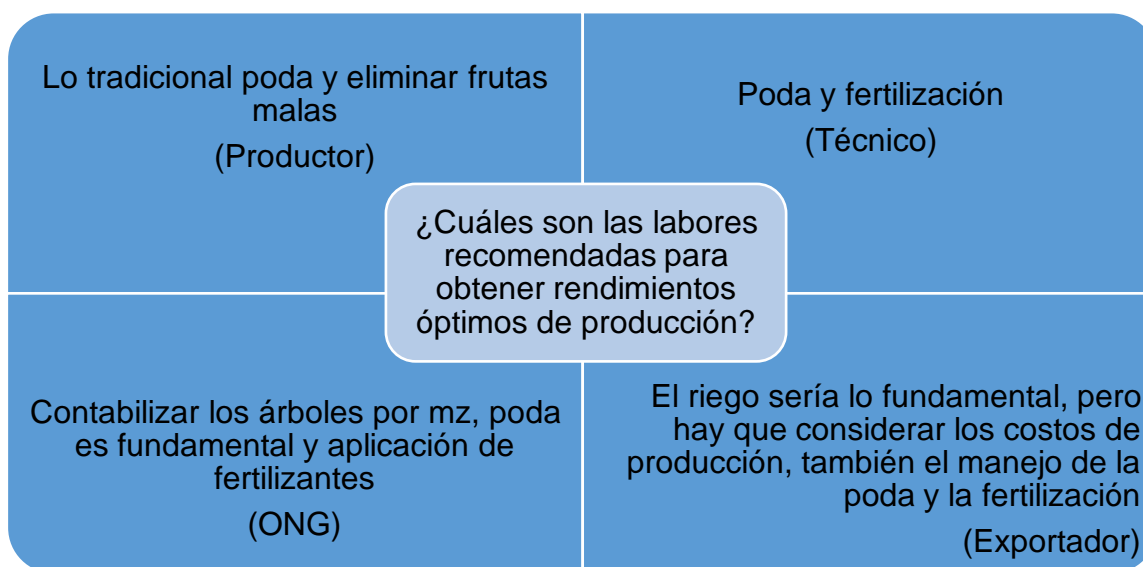 Lo tradicional poda y eliminar frutas
malas
(Productor)
Poda y fertilización
(Técnico)
¿Cuáles son las labores
recomendadas para
obtener rendimientos
óptimos de producción?
Contabilizar los árboles por mz, poda
es fundamental y aplicación de
fertilizantes
(ONG)
El riego sería lo fundamental, pero
hay que considerar los costos de
producción, también el manejo de la
poda y la fertilización
(Exportador)